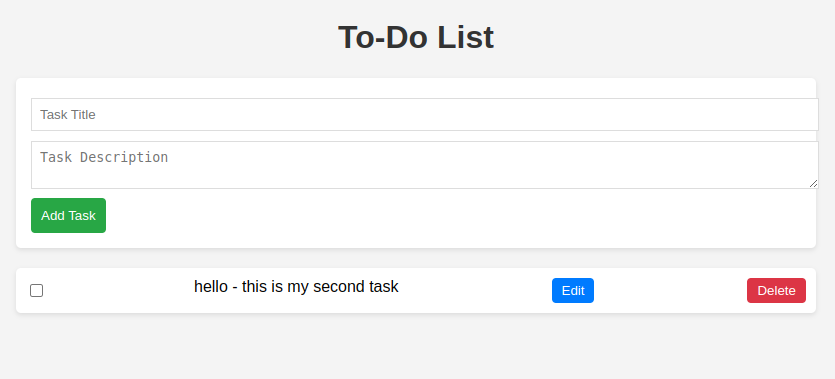 To-Do List
Task Title
Task Description
Add Task
hello - this is my second task Edit Delete